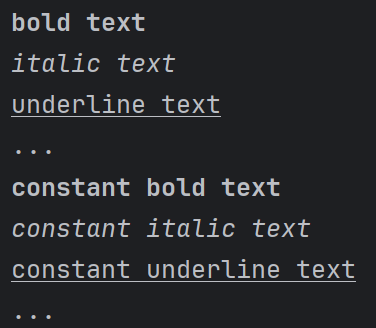 bold text
italic text
underline text
...
constant bold text
constant italic text
constant underline text
...